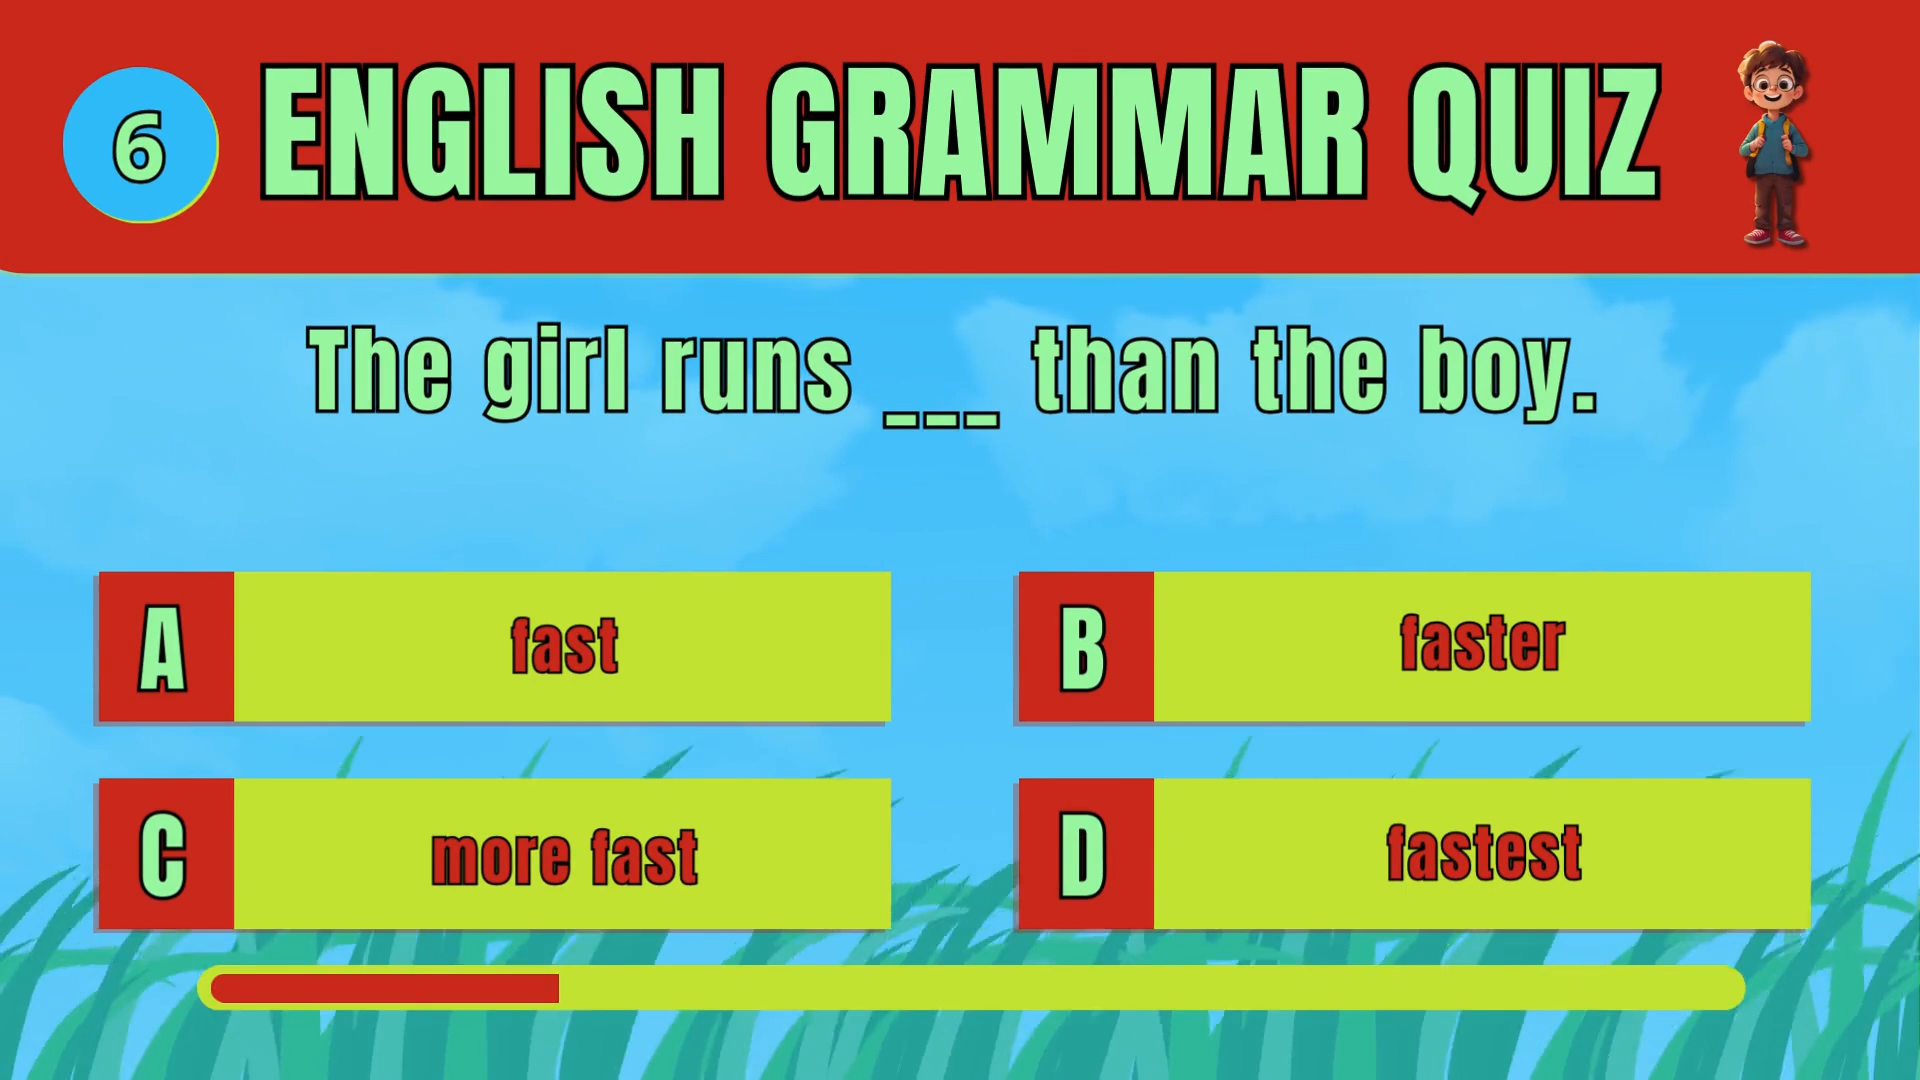 6
ENGLISH GRAMMAR QUIZ
The girl runs ___ than the boy.
A fast
B faster
C more fast
D fastest